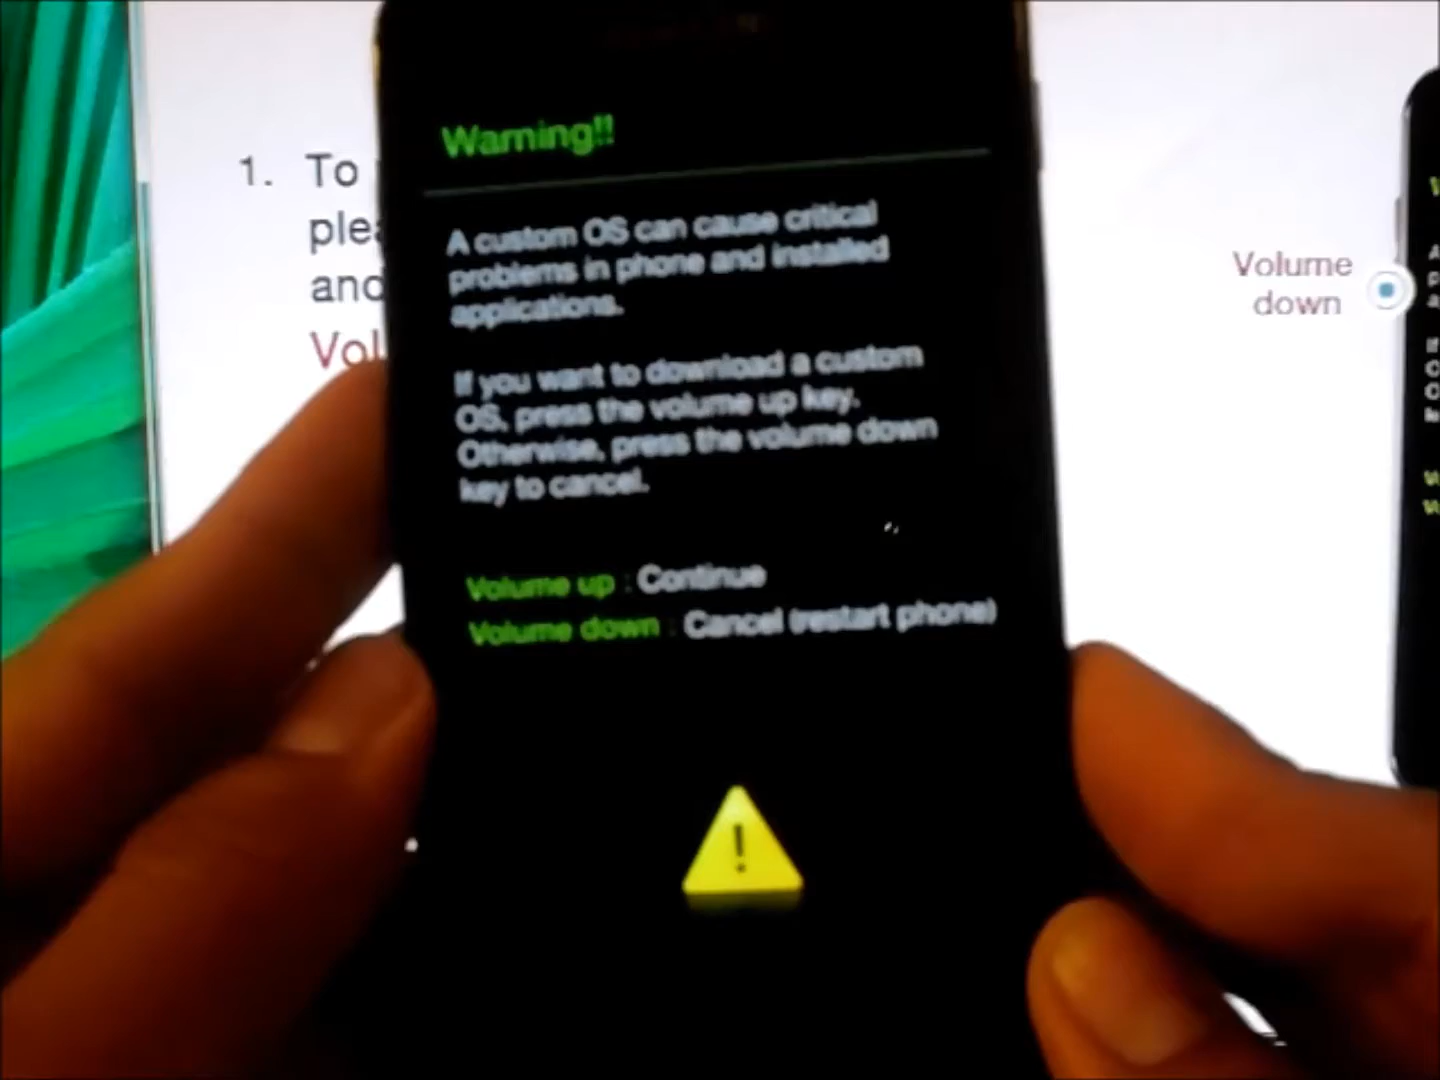 Warning!!
A custom OS can cause critical
problems in phone and installed
applications.
If you want to download a custom
OS, press the volume up key.
Otherwise, press the volume down
key to cancel.
Volume up : Continue
Volume down : Cancel (restart phone)
!
1. To
and
Volume
down